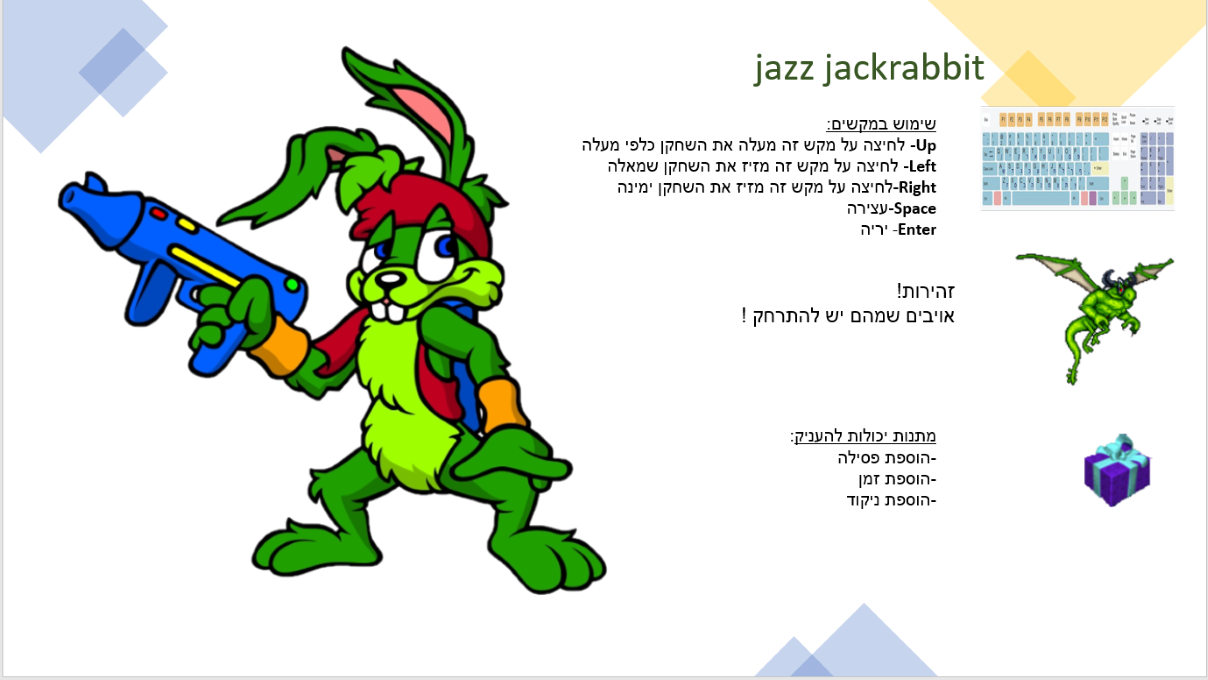 jazz jackrabbit
שימוש במקשים:
Up- לחיצה על מקש זה מעלה את השחקן כלפי מעלה
Left- לחיצה על מקש זה מזיז את השחקן שמאלה
Right-לחיצה על מקש זה מזיז את השחקן ימינה
Space-עצירה
Enter- יריה
זהירות!
אויבים שמהם יש להתרחק !
מתנות יכולות להעניק:
-הוספת פסילה
-הוספת זמן
-הוספת ניקוד